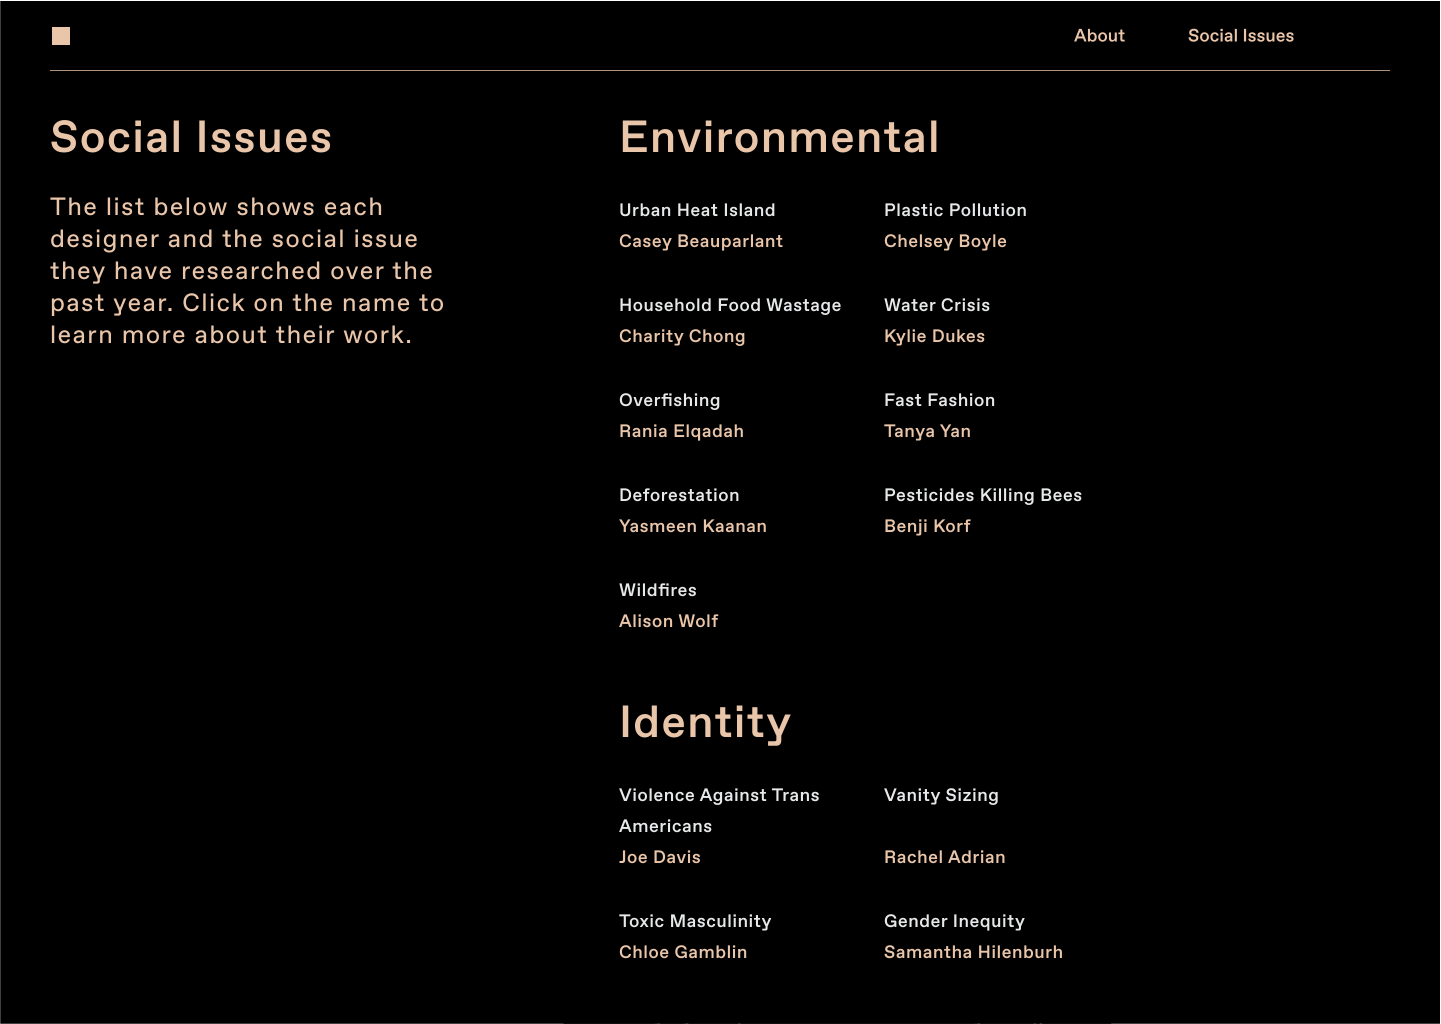 About
Social Issues
Social Issues
The list below shows each
designer and the social issue
they have researched over the
past year. Click on the name to
learn more about their work.
Environmental
Urban Heat Island
Casey Beauparlant
Plastic Pollution
Chelsey Boyle
Household Food Wastage
Charity Chong
Water Crisis
Kylie Dukes
Overfishing
Rania Elqadah
Fast Fashion
Tanya Yan
Deforestation
Yasmeen Kaanan
Pesticides Killing Bees
Benji Korf
Wildfires
Alison Wolf
Identity
Violence Against Trans
Americans
Joe Davis
Vanity Sizing
Rachel Adrian
Toxic Masculinity
Chloe Gamblin
Gender Inequity
Samantha Hilenburh